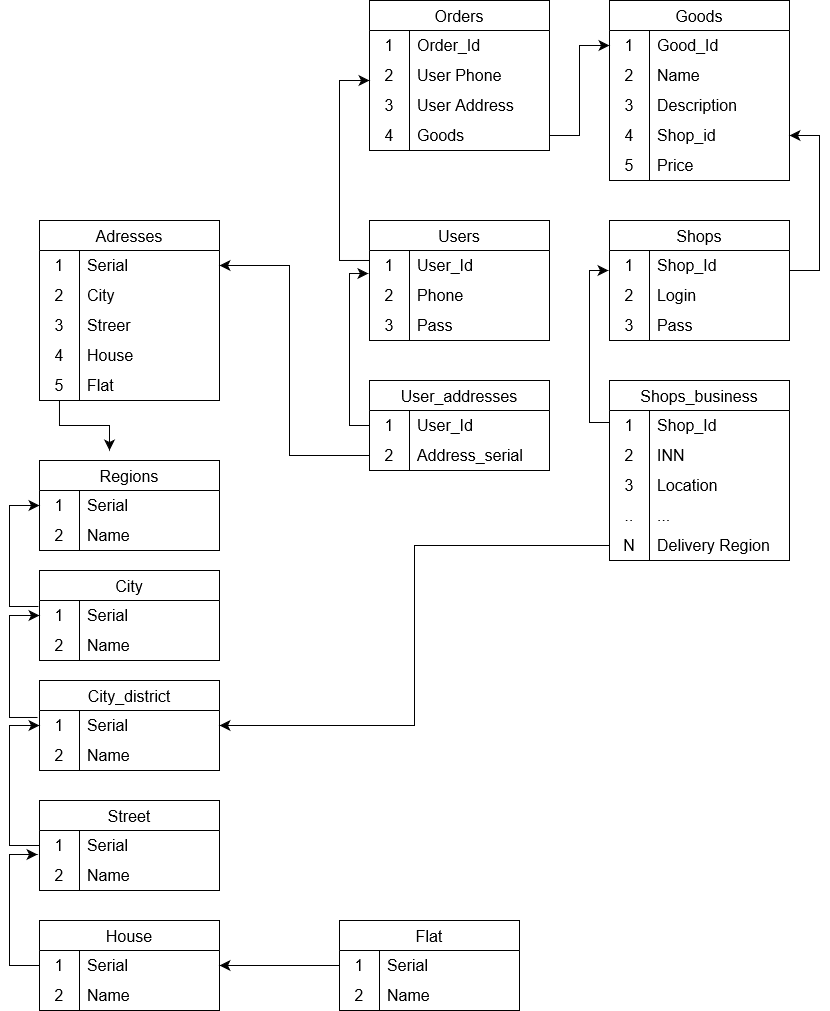 Orders
1 Order_Id
2 User Phone
3 User Address
4 Goods
Goods
1 Good_Id
2 Name
3 Description
4 Shop_id
5 Price
Adresses
1 Serial
2 City
3 Streer
4 House
5 Flat
Users
1 User_Id
2 Phone
3 Pass
Shops
1 Shop_Id
2 Login
3 Pass
User_addresses
1 User_Id
2 Address_serial
Shops_business
1 Shop_Id
2 INN
3 Location
.. ...
N Delivery Region
Regions
1 Serial
2 Name
City
1 Serial
2 Name
City_district
1 Serial
2 Name
Street
1 Serial
2 Name
House
1 Serial
2 Name
Flat
1 Serial
2 Name